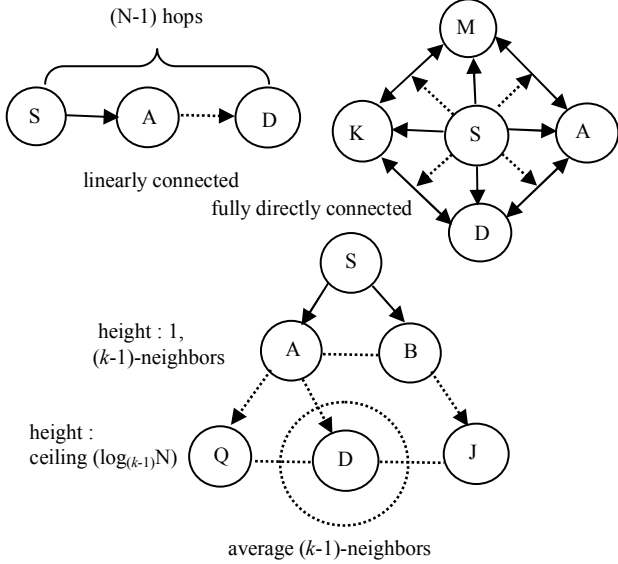 (N-1) hops
S
A
D
linearly connected
M
K
S
A
D
fully directly connected
S
height : 1,
(k-1)-neighbors
A
B
height :
ceiling (log(k-1)N)
Q
D
J
average (k-1)-neighbors